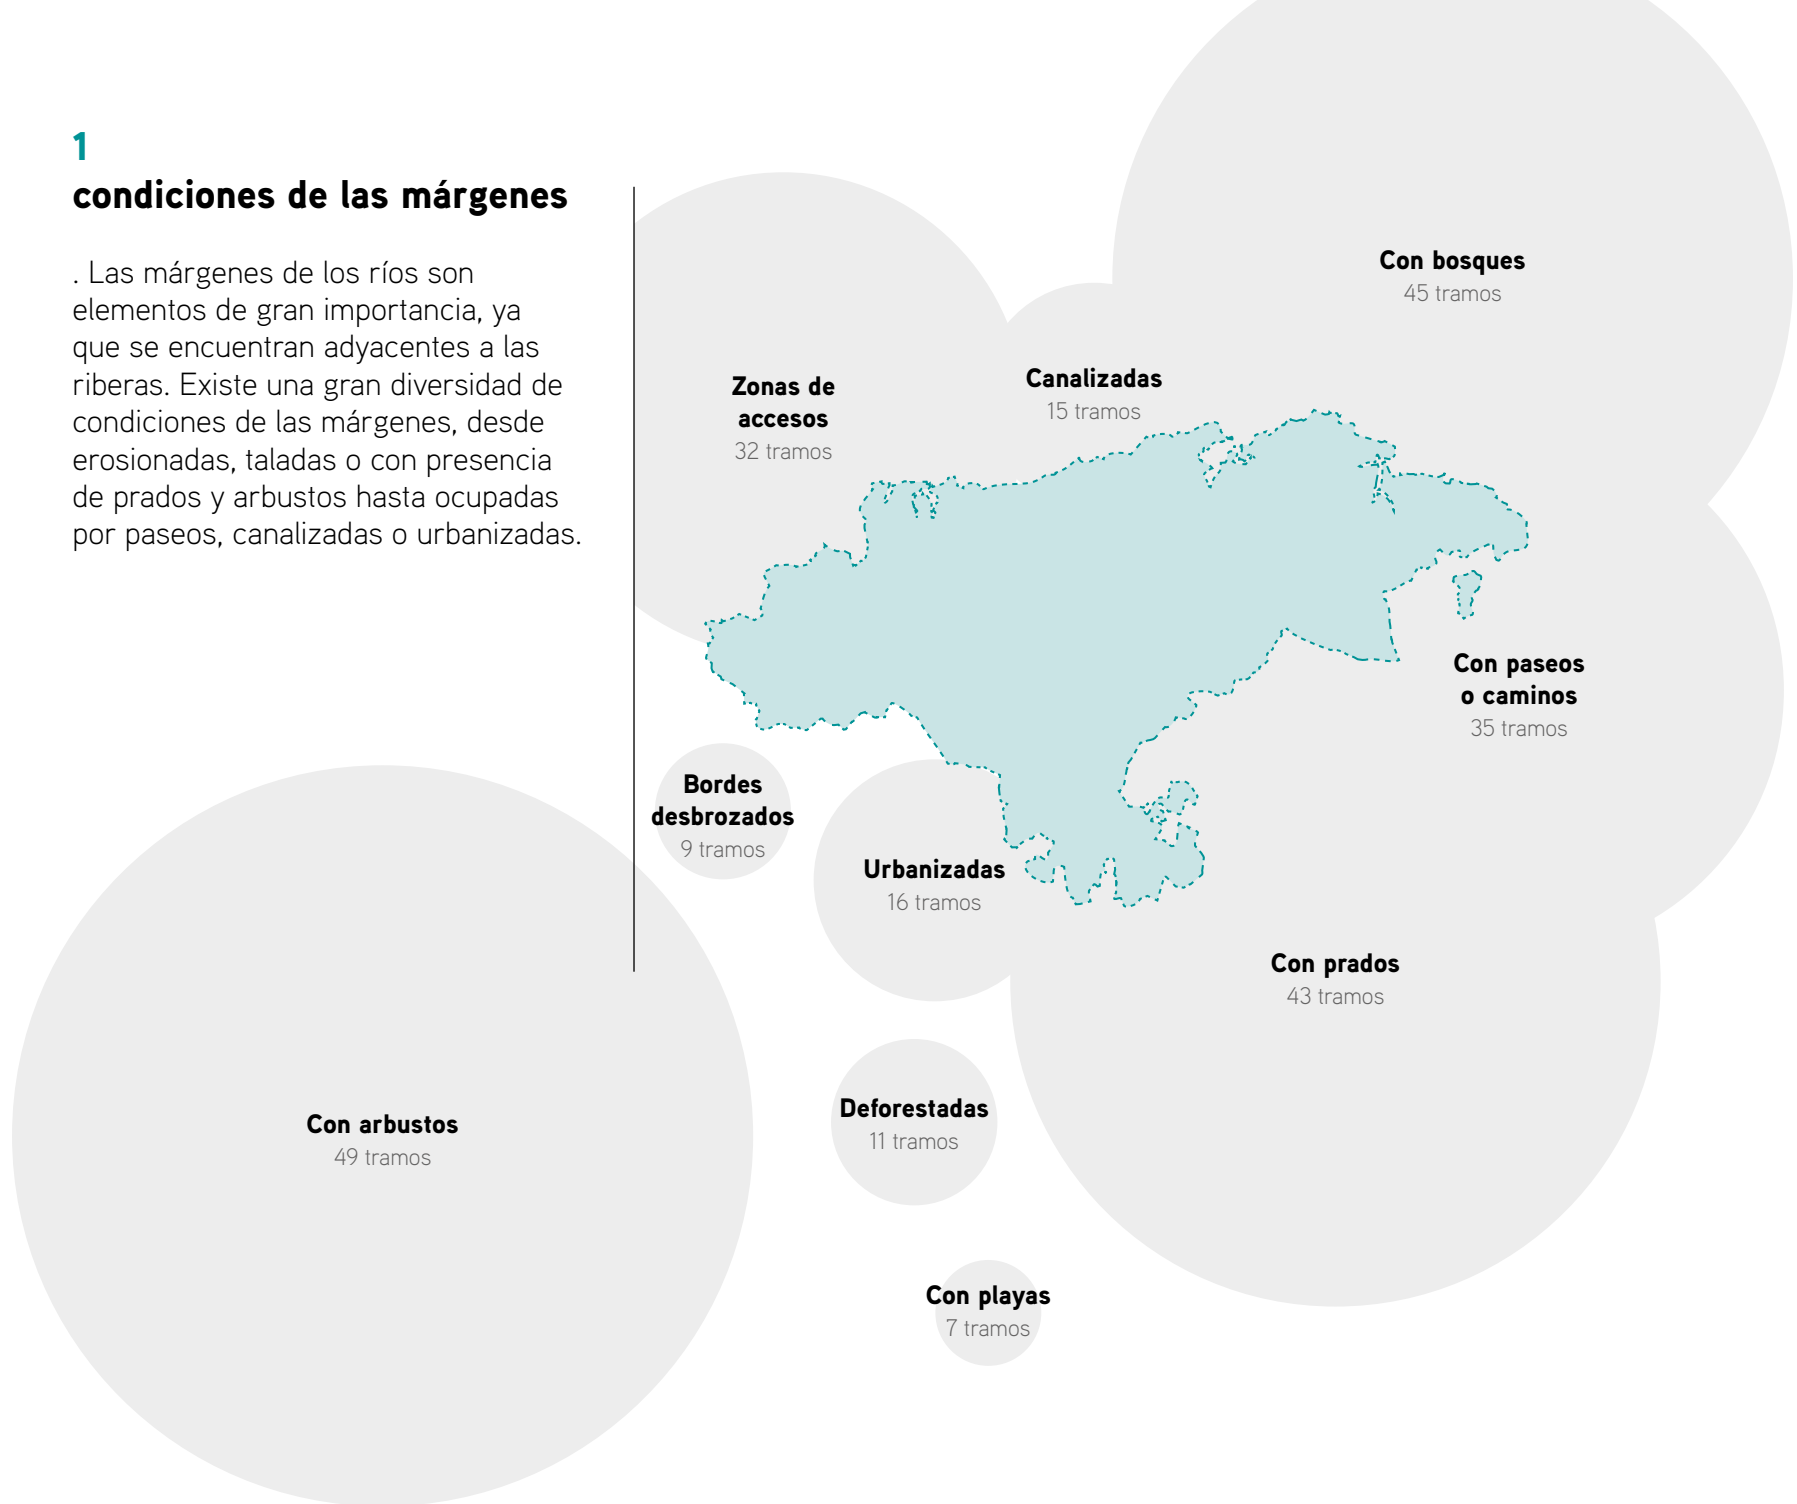 1
condiciones de las márgenes
. Las márgenes de los ríos son
elementos de gran importancia, ya
que se encuentran adyacentes a las
riberas. Existe una gran diversidad de
condiciones de las márgenes, desde
erosionadas, taladas o con presencia
de prados y arbustos hasta ocupadas
por paseos, canalizadas o urbanizadas.
Con bosques
45 tramos
Zonas de
accesos
32 tramos
Canalizadas
15 tramos
Con paseos
o caminos
35 tramos
Bordes
desbrozados
9 tramos
Urbanizadas
16 tramos
Con prados
43 tramos
Con arbustos
49 tramos
Deforestadas
11 tramos
Con playas
7 tramos